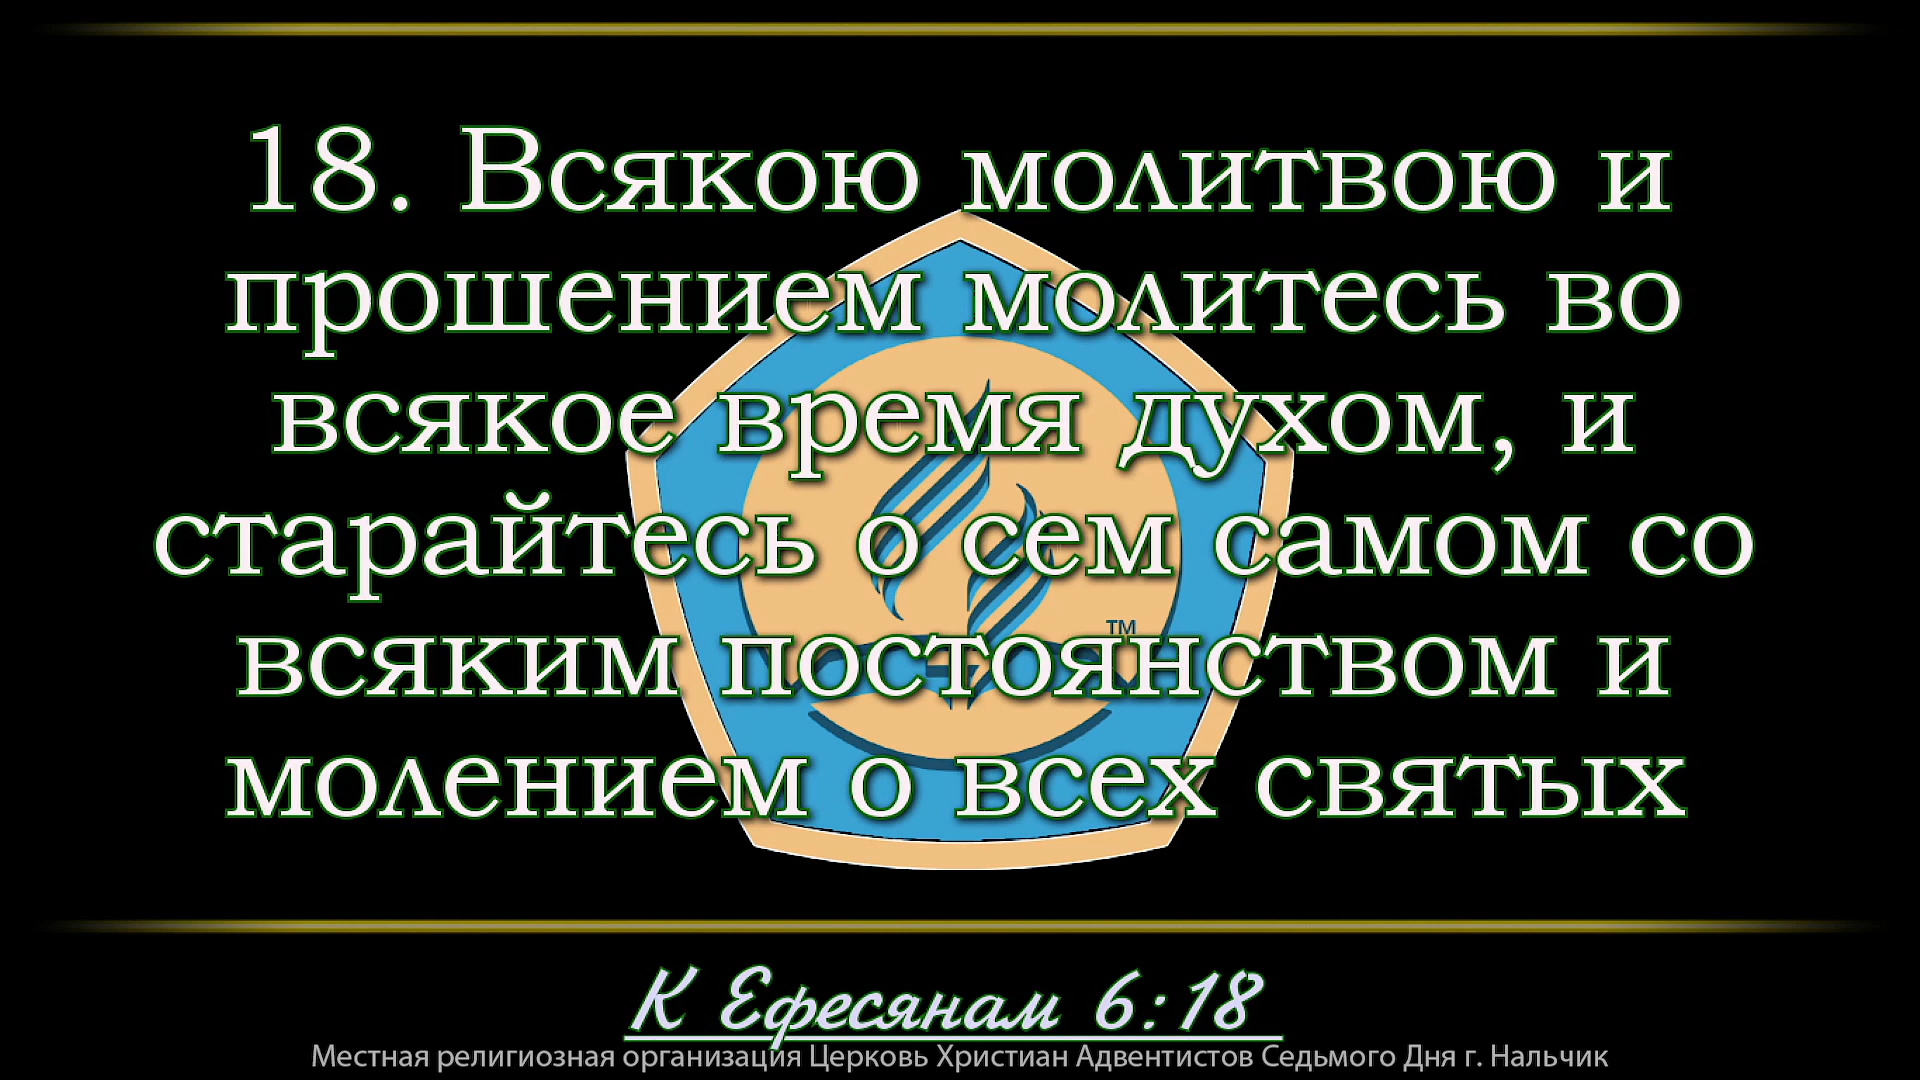 18. Всякою молитвою и
прошением молитесь во
всякое время духом, и
старайтесь о сем самом со
всяким постоянством и
молением о всех святых
TM
К Ефесянам 6:18
Местная религиозная организация Церковь Христиан Адвентистов Седьмого Дня г. Нальчик